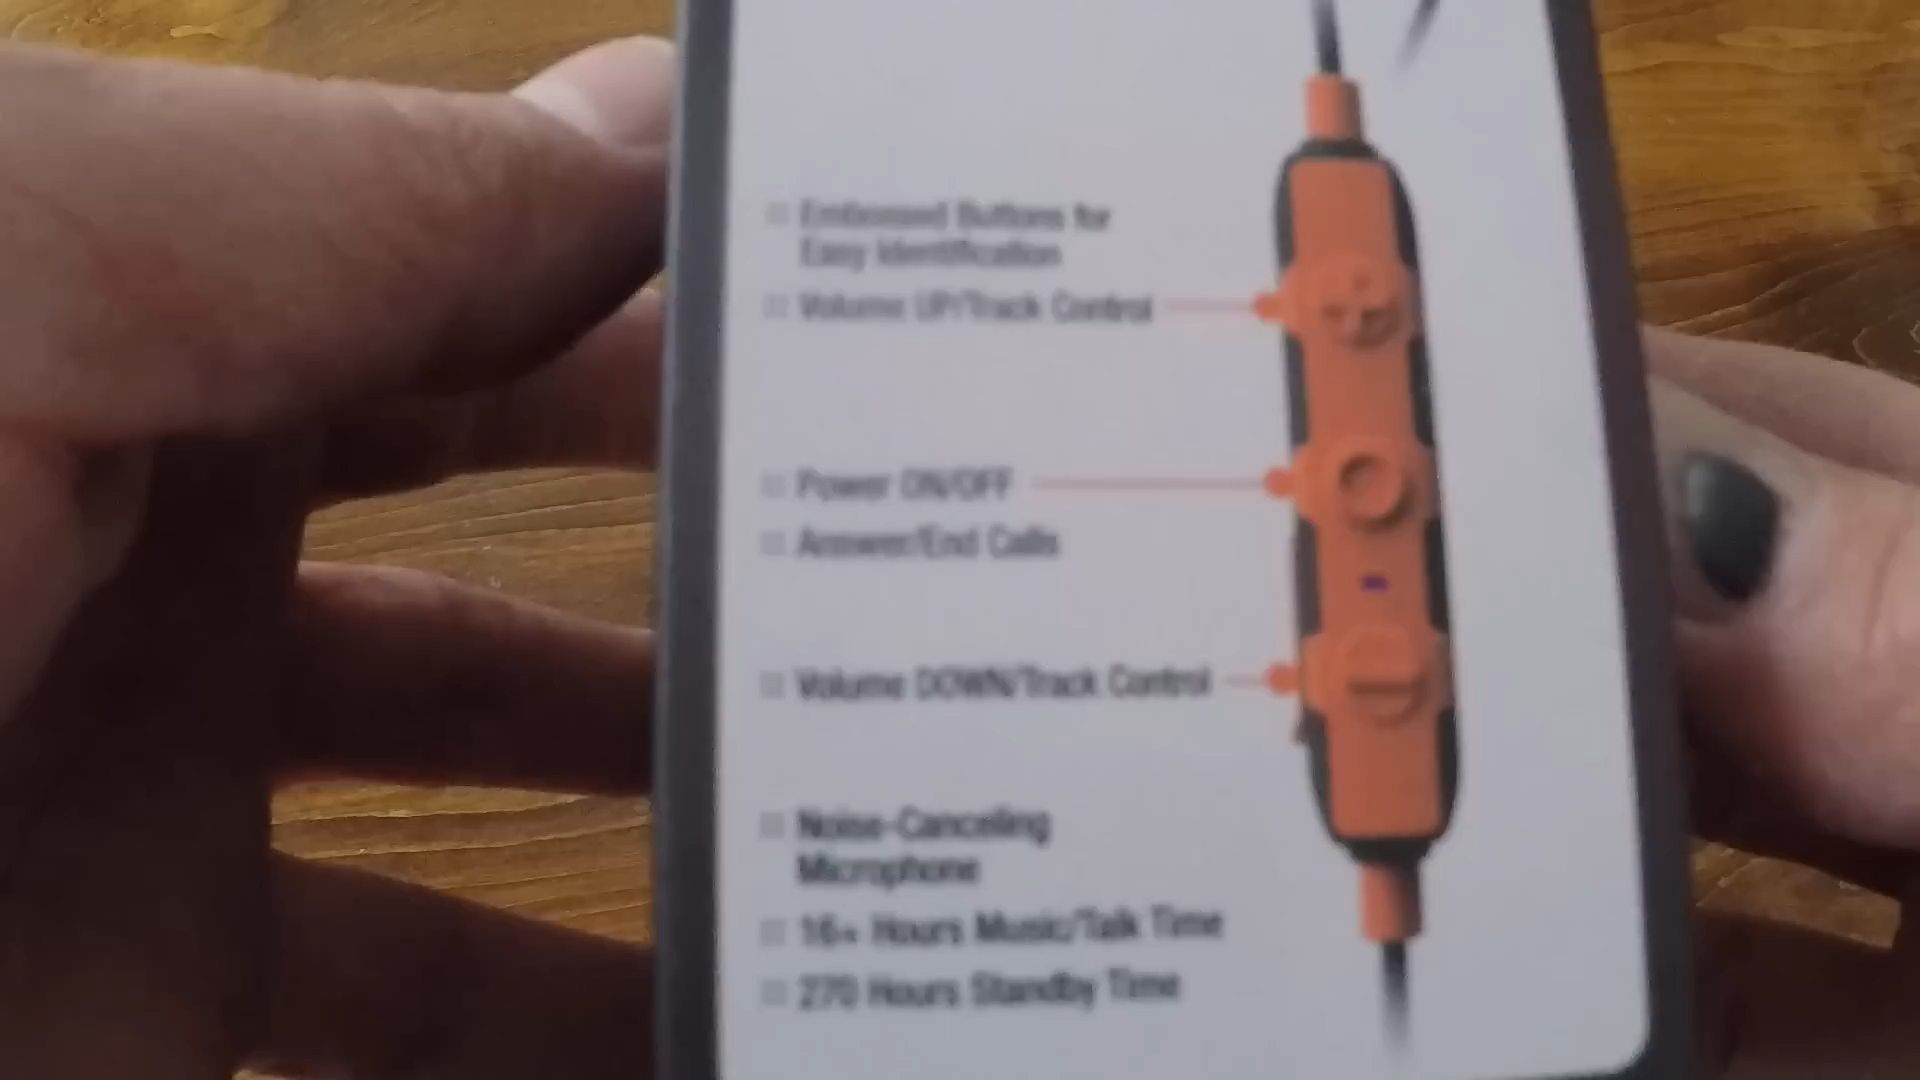 Embossed Buttons for
Easy Identification
Volume UP/Track Control
Power ON/OFF
Answer/End Calls
Volume DOWN/Track Control
Noise-Canceling
Microphone
16+ Hours Music/Talk Time
270 Hours Standby Time